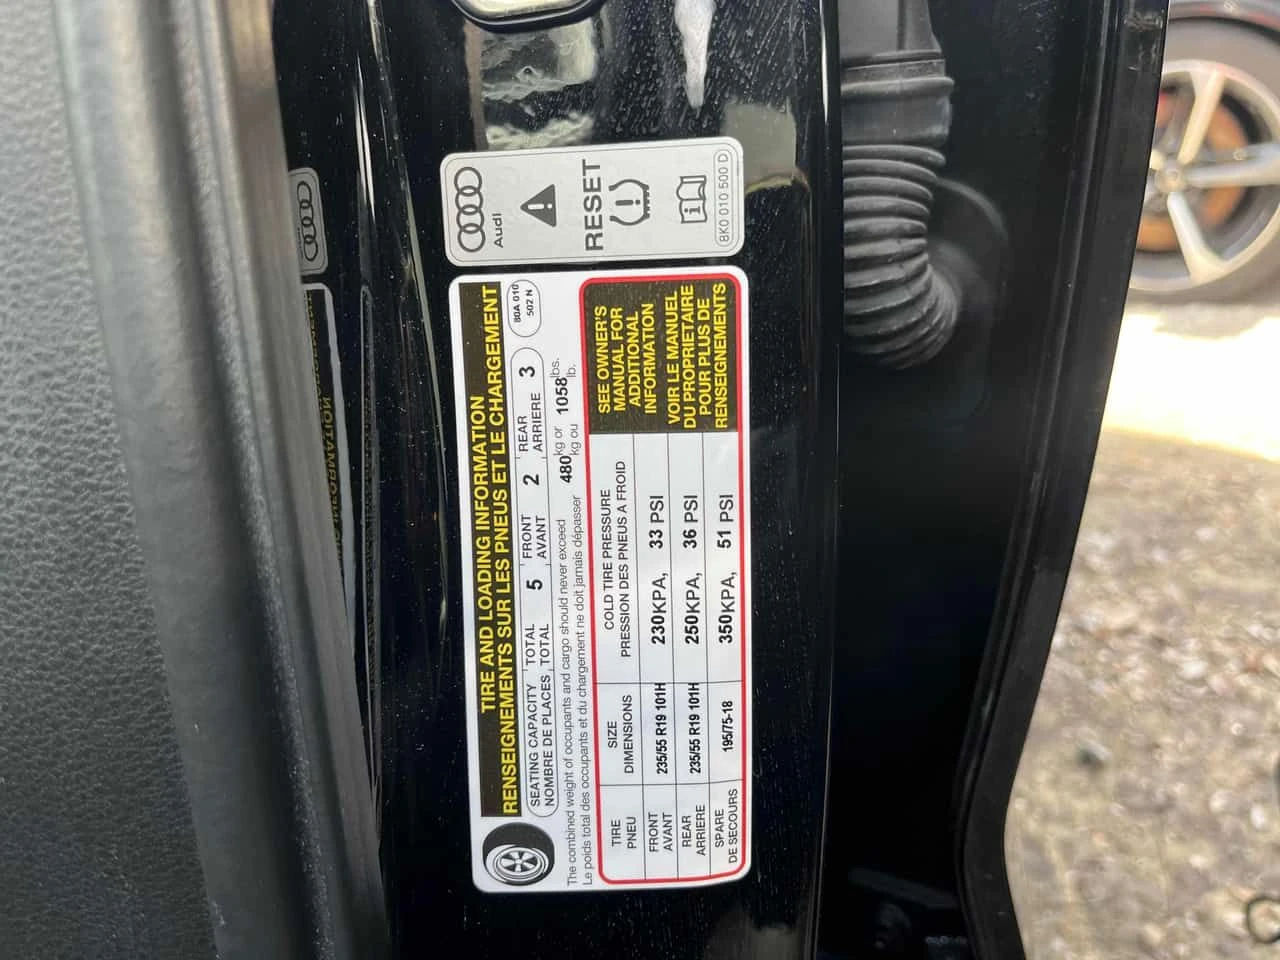 Audi
RESET
8K0 010 500 D
TIRE AND LOADING INFORMATION
RENSEIGNEMENTS SUR LES PNEUS ET LE CHARGEMENT
80A 010
502 N
SEATING CAPACITY TOTAL 5 FRONT 2 REAR 3
NOMBRE DE PLACES TOTAL AVANT ARRIERE
The combined weight of occupants and cargo should never exceed 480 kg or 1058 lbs.
Le poids total des occupants et du chargement ne doit jamais dépasser kg ou lb.
TIRE SIZE COLD TIRE PRESSURE
PNEU DIMENSIONS PRESSION DES PNEUS A FROID
FRONT
AVANT 235/55 R19 101H 230KPA, 33 PSI
REAR
ARRIERE 235/55 R19 101H 250KPA, 36 PSI
SPARE
DE SECOURS 195/75-18 350KPA, 51 PSI
SEE OWNER'S
MANUAL FOR
ADDITIONAL
INFORMATION
VOIR LE MANUEL
DU PROPRIETAIRE
POUR PLUS DE
RENSEIGNEMENTS